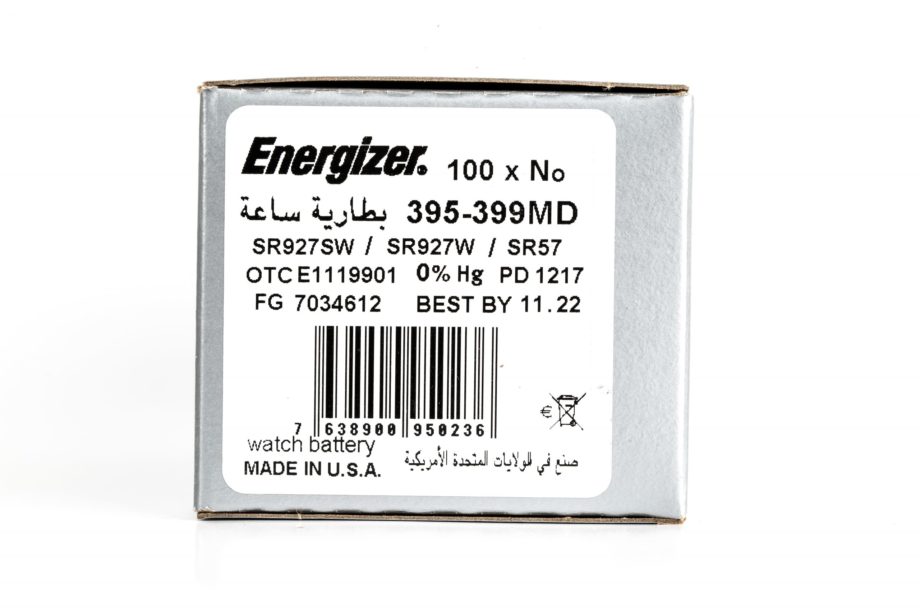 Energizer. 100 x No
بطارية ساعة 395-399MD
SR927SW / SR927W / SR57
OTC E1119901 0% Hg PD 1217
FG 7034612 BEST BY 11.22
7 638900 950236
€
watch battery
MADE IN U.S.A. صنع في الولايات المتحدة الأمريكية